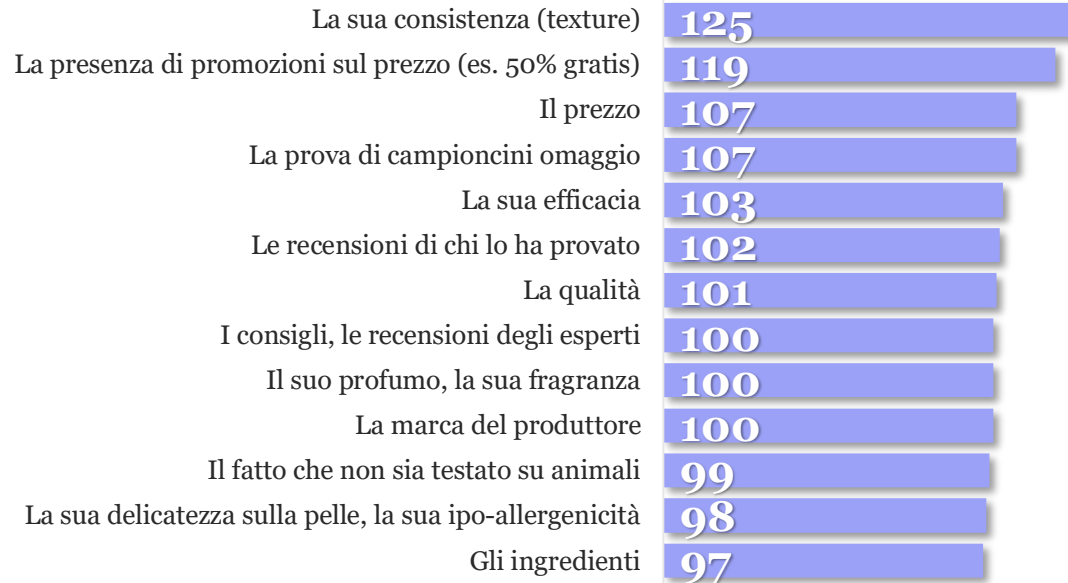 La sua consistenza (texture) 125
La presenza di promozioni sul prezzo (es. 50% gratis) 119
Il prezzo 107
La prova di campioncini omaggio 107
La sua efficacia 103
Le recensioni di chi lo ha provato 102
La qualità 101
I consigli, le recensioni degli esperti 100
Il suo profumo, la sua fragranza 100
La marca del produttore 100
Il fatto che non sia testato su animali 99
La sua delicatezza sulla pelle, la sua ipo-allergenicità 98
Gli ingredienti 97